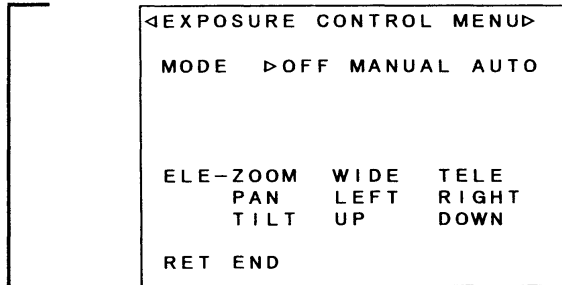 ◁EXPOSURE CONTROL MENU▷
MODE ▷OFF MANUAL AUTO
ELE-ZOOM WIDE TELE
PAN LEFT RIGHT
TILT UP DOWN
RET END